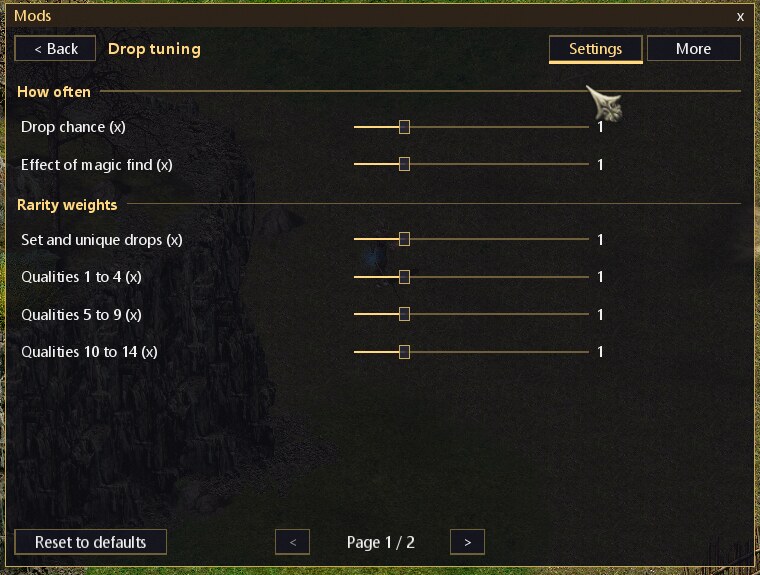 Mods x
< Back Drop tuning Settings More
How often
Drop chance (x) 1
Effect of magic find (x) 1
Rarity weights
Set and unique drops (x) 1
Qualities 1 to 4 (x) 1
Qualities 5 to 9 (x) 1
Qualities 10 to 14 (x) 1
Reset to defaults < Page 1 / 2 >